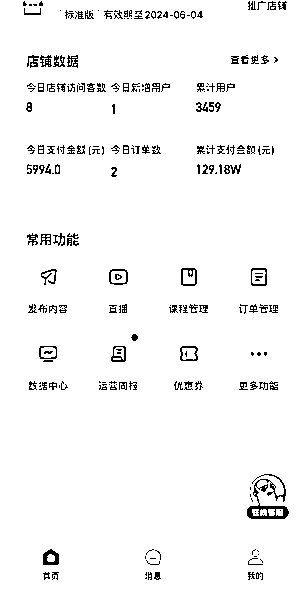 推广店铺
标准版 有效期至2024-06-04
店铺数据 查看更多
今日店铺访问客数 今日新增用户 累计用户
8 1 3459
今日支付金额(元) 今日订单数 累计支付金额(元)
5994.0 2 129.18W
常用功能
发布内容 直播 课程管理 订单管理
数据中心 运营周报 优惠券 更多功能
在线客服
首页 消息 我的